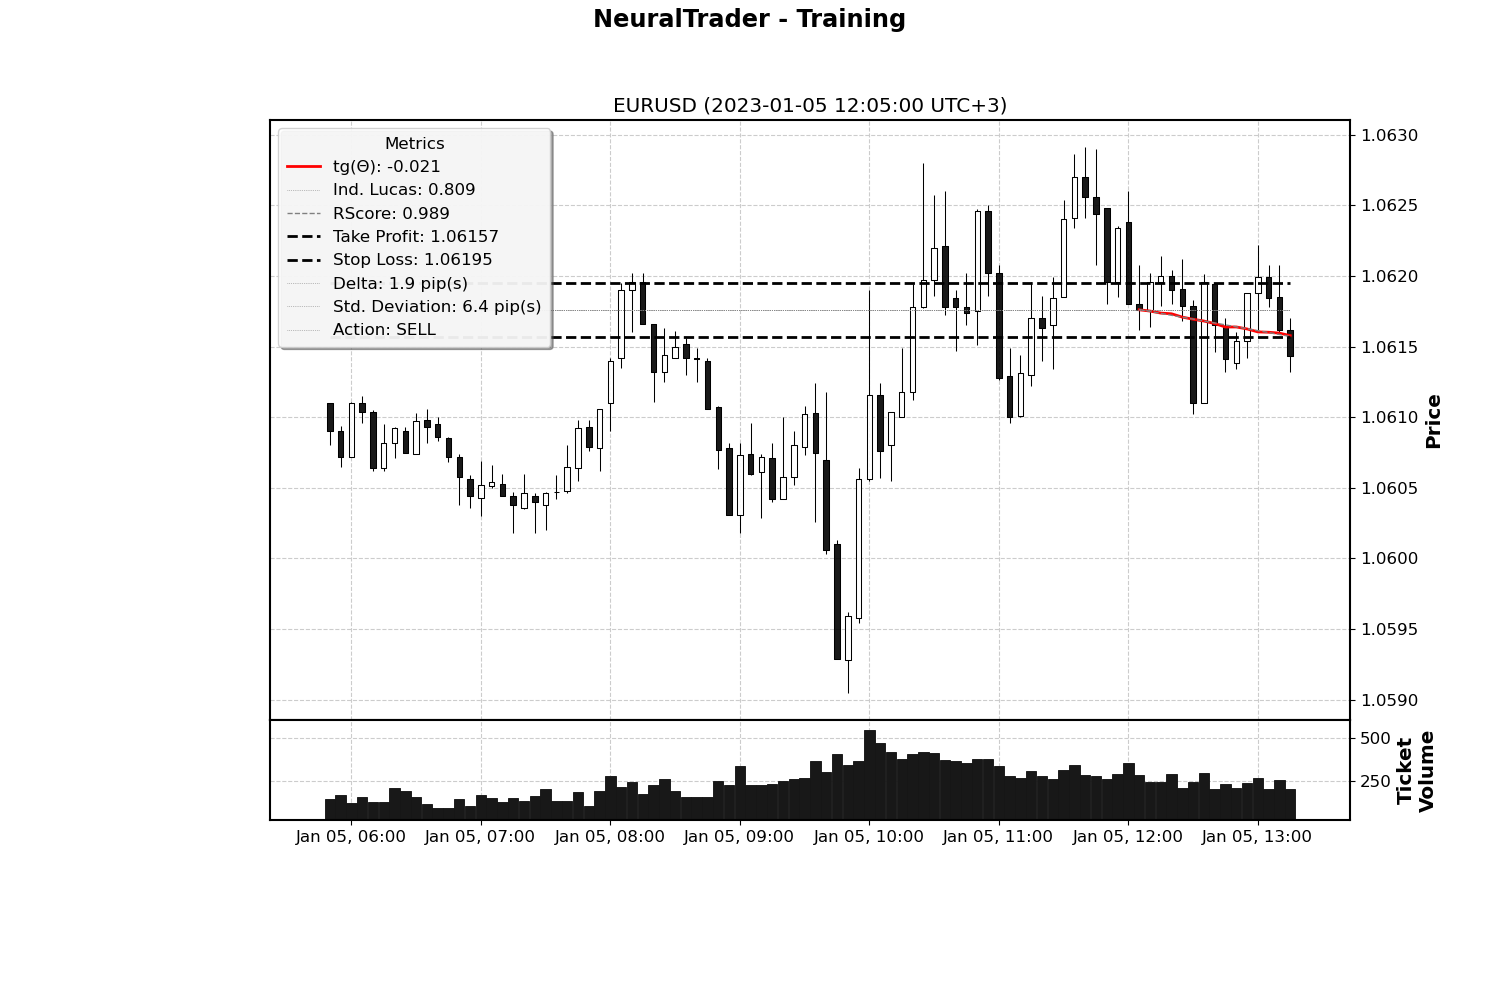 NeuralTrader - Training
EURUSD (2023-01-05 12:05:00 UTC+3)
Metrics
tg(Θ): -0.021
Ind. Lucas: 0.809
RScore: 0.989
Take Profit: 1.06157
Stop Loss: 1.06195
Delta: 1.9 pip(s)
Std. Deviation: 6.4 pip(s)
Action: SELL
1.0630
1.0625
1.0620
1.0615
1.0610
1.0605
1.0600
1.0595
1.0590
Price
500
250
Ticket
Volume
Jan 05, 06:00
Jan 05, 07:00
Jan 05, 08:00
Jan 05, 09:00
Jan 05, 10:00
Jan 05, 11:00
Jan 05, 12:00
Jan 05, 13:00